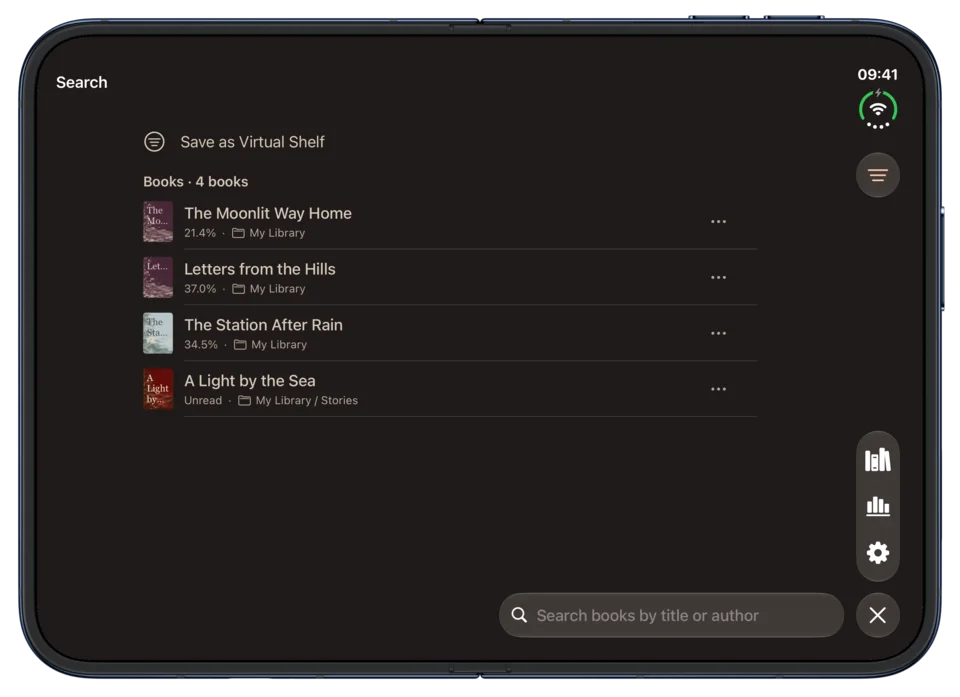 Search
09:41
Save as Virtual Shelf
Books · 4 books
The Mo...
The Moonlit Way Home
21.4% · My Library
Let...
Letters from the Hills
37.0% · My Library
The Sta...
The Station After Rain
34.5% · My Library
A Light by...
A Light by the Sea
Unread · My Library / Stories
Search books by title or author